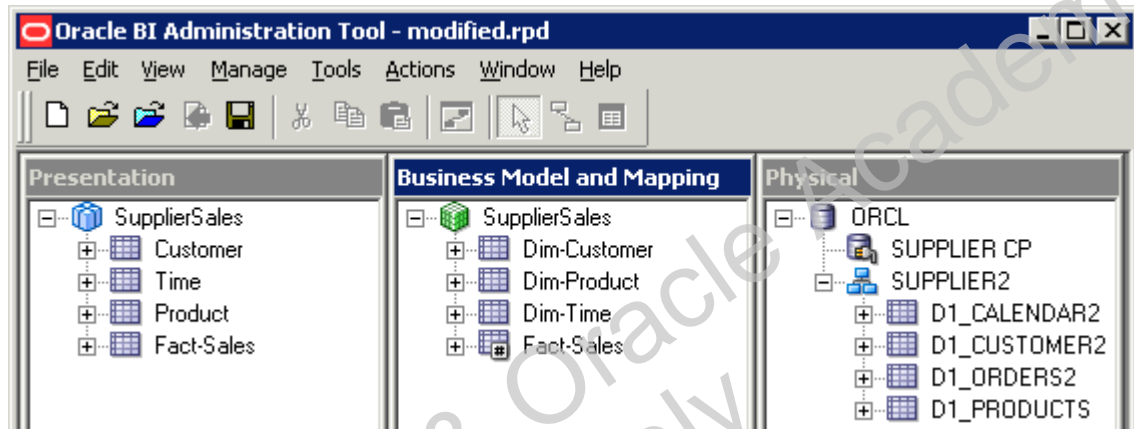 Oracle BI Administration Tool - modified.rpd
File Edit View Manage Tools Actions Window Help
Presentation
SupplierSales
Customer
Time
Product
Fact-Sales
Business Model and Mapping
SupplierSales
Dim-Customer
Dim-Product
Dim-Time
Fact-Sales
Physical
ORCL
SUPPLIER CP
SUPPLIER2
D1_CALENDAR2
D1_CUSTOMER2
D1_ORDERS2
D1_PRODUCTS
& Oracle Academ